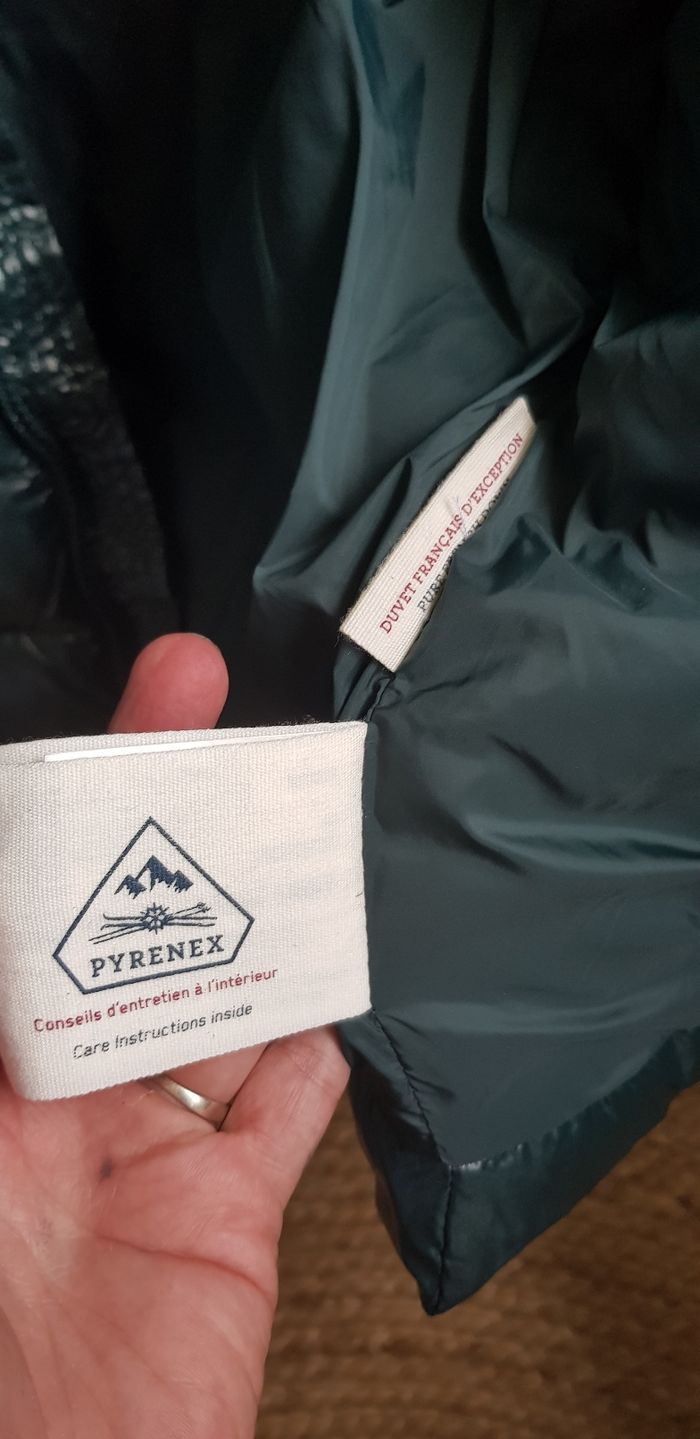 DUVET FRANÇAIS D'EXCEPTION
PYRENEX
Conseils d'entretien à l'intérieur
Care Instructions inside